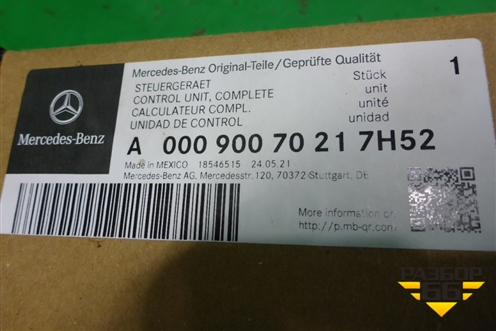 Mercedes-Benz Original-Teile/Geprüfte Qualität
STEUERGERAET
CONTROL UNIT, COMPLETE
CALCULATEUR COMPL.
UNIDAD DE CONTROL
Stück
unit
unité
unidad
1
Mercedes-Benz
A 000 900 70 21 7H52
Made in MEXICO 18546515 24.05.21
Mercedes-Benz AG, Mercedesstr. 120, 70372 Stuttgart, DE
More information on
http://p.mb-qr.com/
РАЗБОР
66